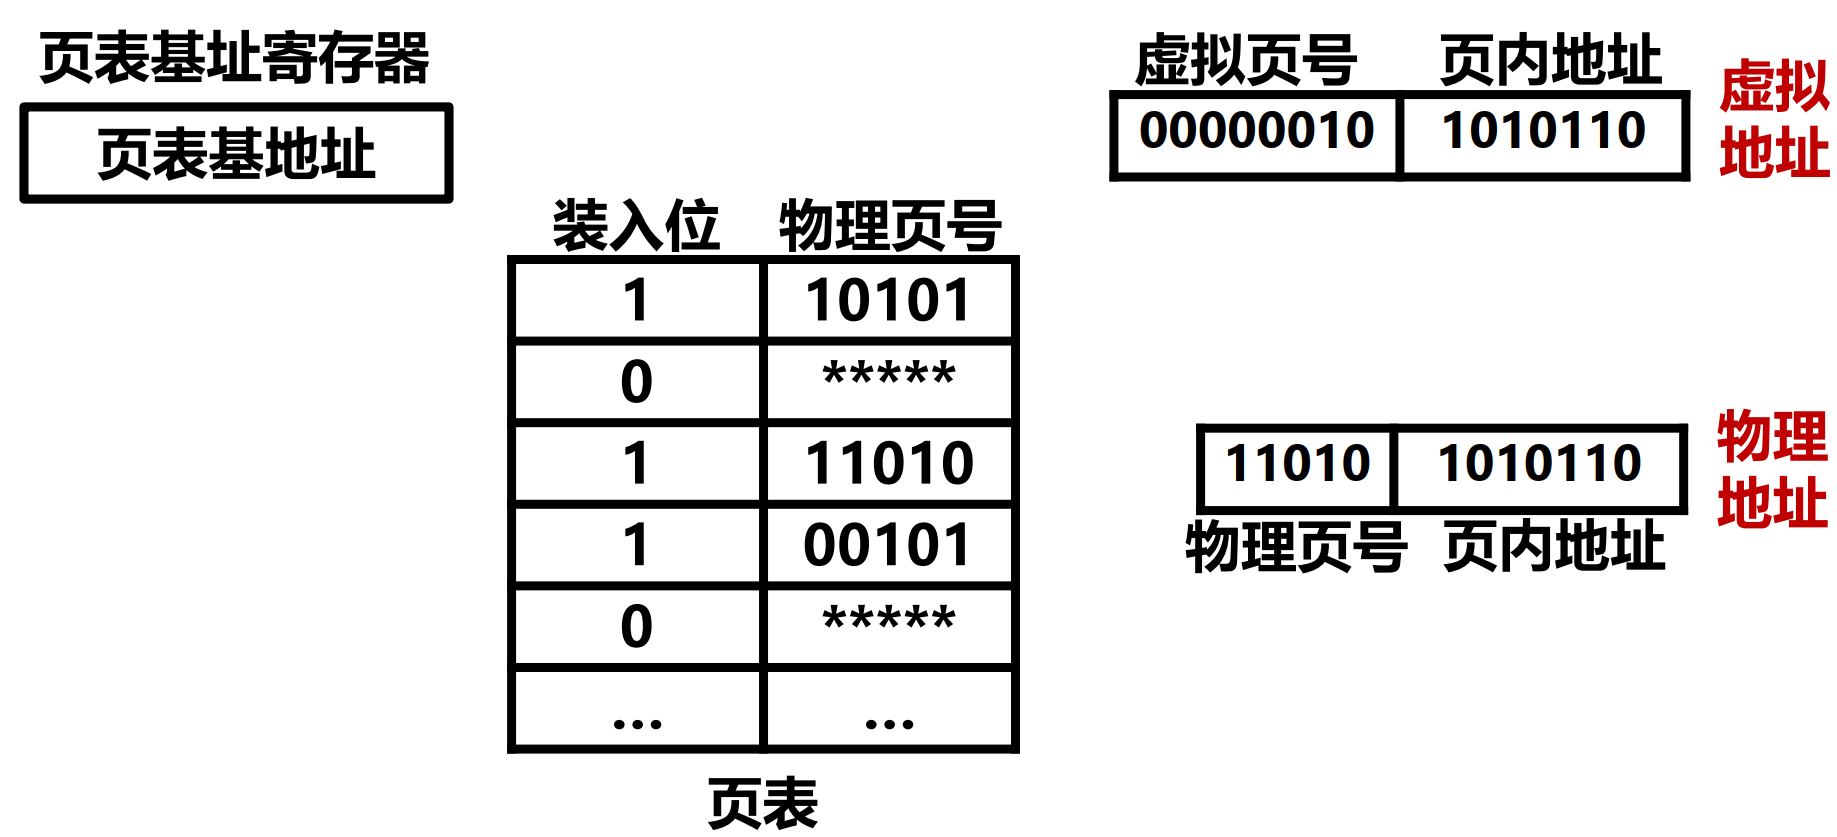 页表基址寄存器
页表基地址
虚拟页号 页内地址
00000010 1010110
虚拟
地址
装入位 物理页号
1 10101
0 *****
1 11010
1 00101
0 *****
... ...
页表
11010 1010110
物理页号 页内地址
物理
地址